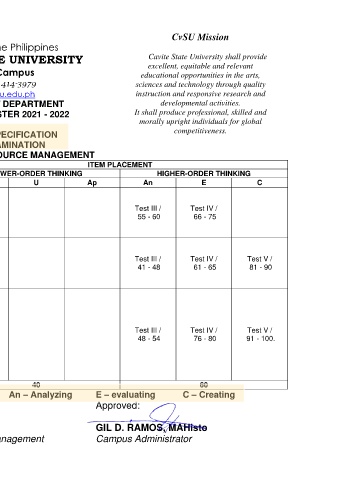 he Philippines
E UNIVERSITY
Campus
414-3979
u.edu.ph
DEPARTMENT
STER 2021 - 2022
PECIFICATION
AMINATION
OURCE MANAGEMENT
CvSU Mission
Cavite State University shall provide
excellent, equitable and relevant
educational opportunities in the arts,
sciences and technology through quality
instruction and responsive research and
developmental activities.
It shall produce professional, skilled and
morally upright individuals for global
competitiveness.
ITEM PLACEMENT
WER-ORDER THINKING HIGHER-ORDER THINKING
U Ap An E C
Test III / Test IV /
55 - 60 66 - 75
Test III / Test IV / Test V /
41 - 48 61 - 65 81 - 90
Test III / Test IV / Test V /
48 - 54 76 - 80 91 - 100.
40 60
An – Analyzing E – evaluating C – Creating
Approved:
GIL D. RAMOS, MAHisto
nagement Campus Administrator